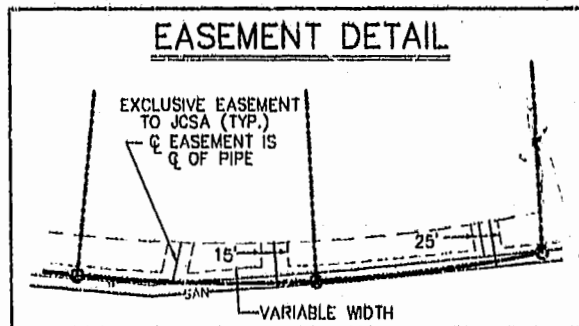 EASEMENT DETAIL
EXCLUSIVE EASEMENT
TO JCSA (TYP.)
℄ EASEMENT IS
℄ OF PIPE
15'
25'
SAN
VARIABLE WIDTH